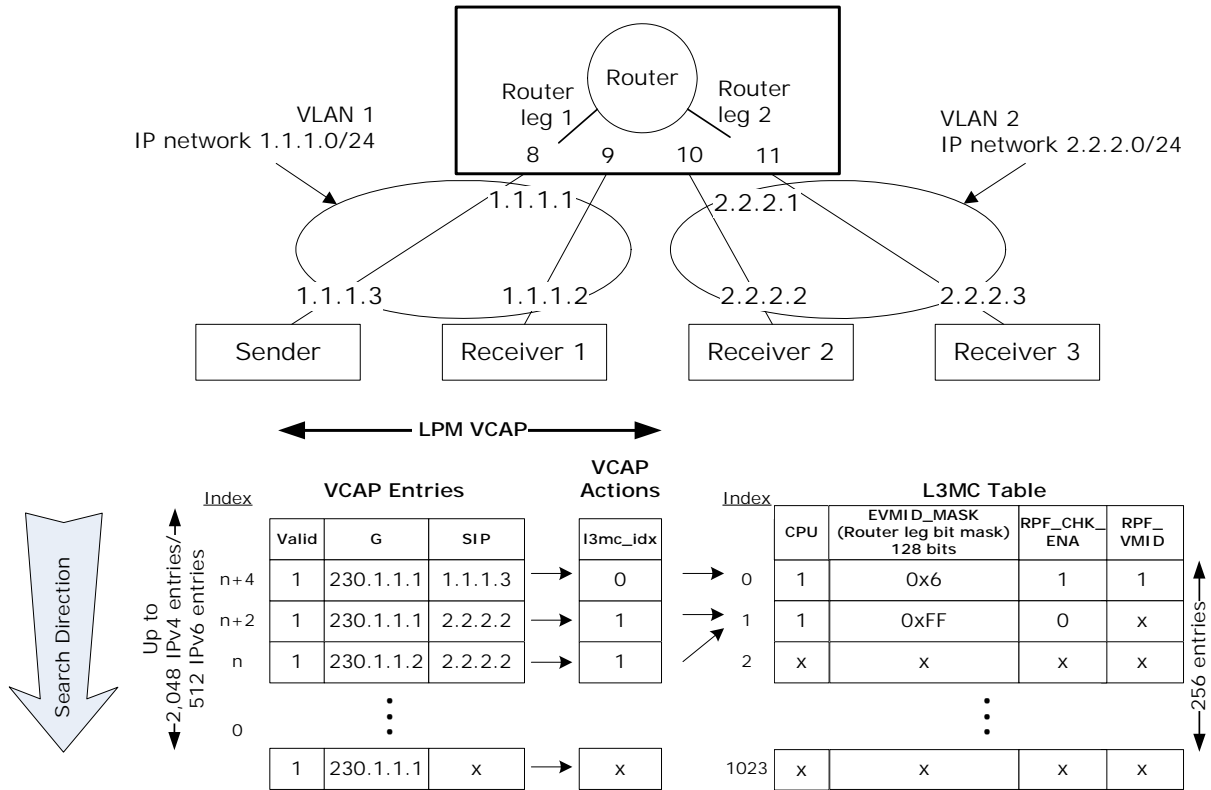 Router
Router
leg 1
Router
leg 2
VLAN 1
IP network 1.1.1.0/24
VLAN 2
IP network 2.2.2.0/24
8 9 10 11
1.1.1.1 2.2.2.1
1.1.1.3 1.1.1.2 2.2.2.2 2.2.2.3
Sender Receiver 1 Receiver 2 Receiver 3
LPM VCAP
Search Direction
Up to
2,048 IPv4 entries/
512 IPv6 entries
Index
VCAP Entries
VCAP
Actions
Valid G SIP l3mc_idx
n+4 1 230.1.1.1 1.1.1.3 0
n+2 1 230.1.1.1 2.2.2.2 1
n 1 230.1.1.2 2.2.2.2 1
0
1 230.1.1.1 x x
Index
L3MC Table
CPU
EVMID_MASK
(Router leg bit mask)
128 bits
RPF_CHK_
ENA
RPF_
VMID
0 1 0x6 1 1
1 1 0xFF 0 x
2 x x x x
1023 x x x x
256 entries